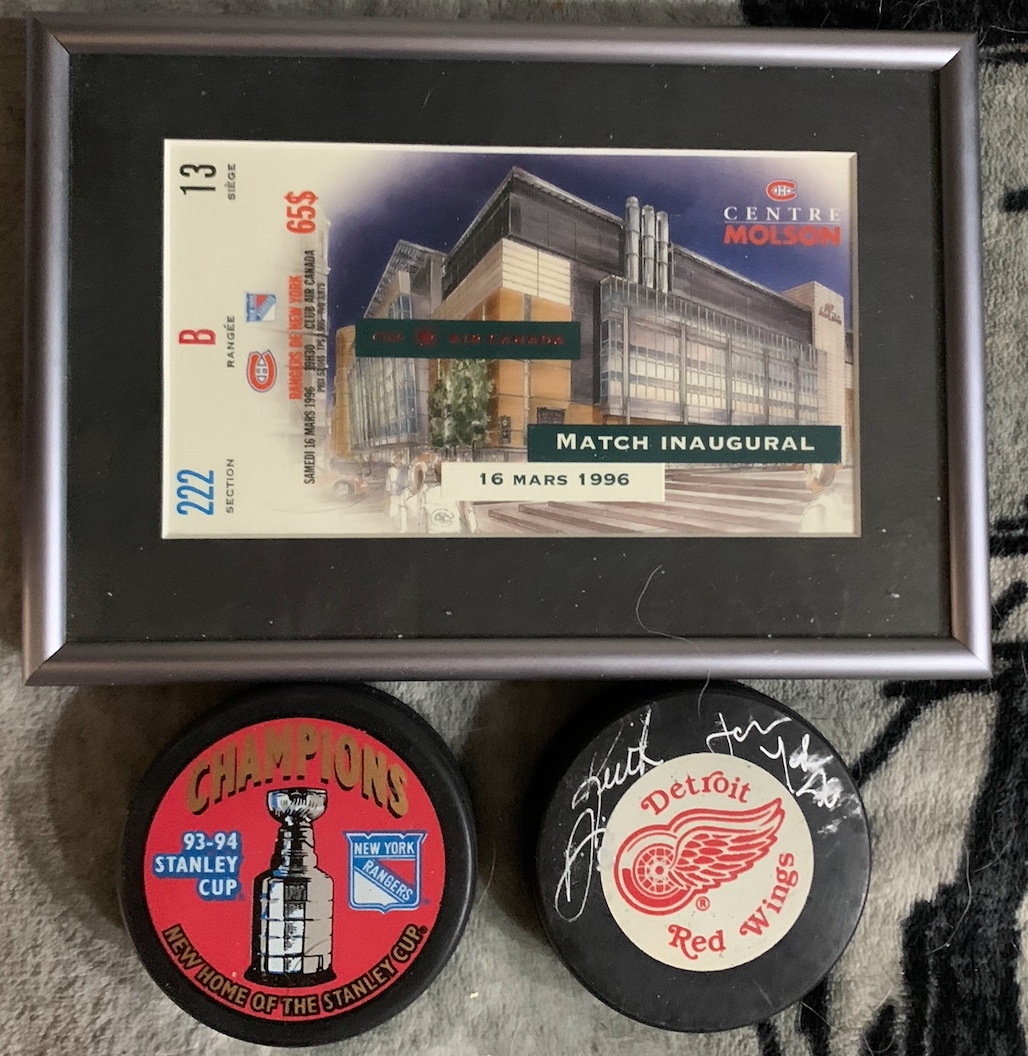 13
SIÈGE
B
RANGÉE
222
SECTION
65$
RANGERS DE NEW YORK
SAMEDI 16 MARS 1996 19H30 CLUB AIR CANADA
CENTRE
MOLSON
AIR CANADA
MATCH INAUGURAL
16 MARS 1996
CHAMPIONS
93-94
STANLEY
CUP
NEW YORK
RANGERS
NEW HOME OF THE STANLEY CUP
Keith
Detroit
®
Red Wings